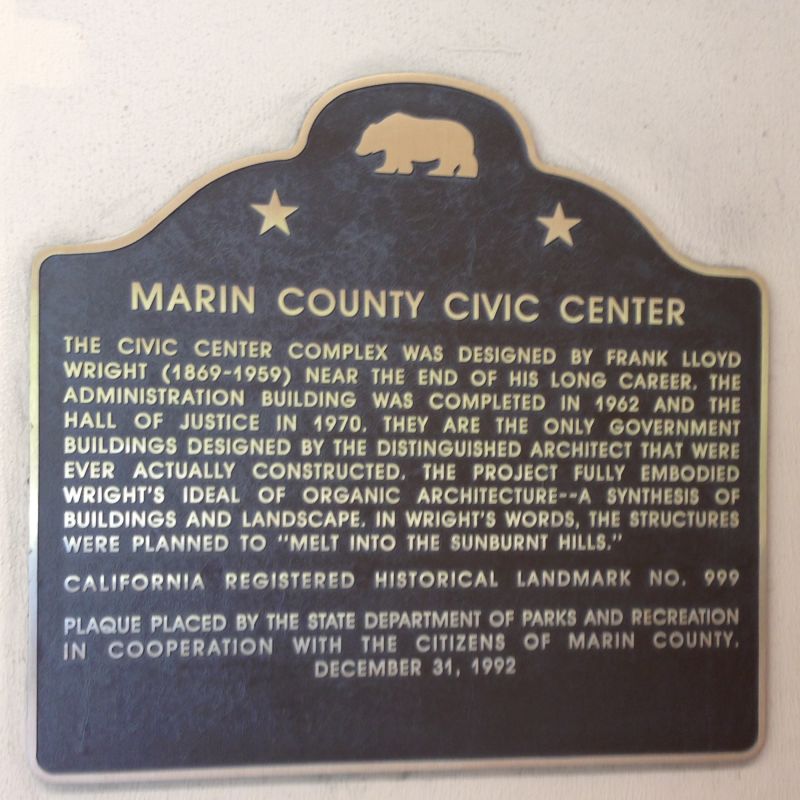 MARIN COUNTY CIVIC CENTER
THE CIVIC CENTER COMPLEX WAS DESIGNED BY FRANK LLOYD
WRIGHT (1869-1959) NEAR THE END OF HIS LONG CAREER. THE
ADMINISTRATION BUILDING WAS COMPLETED IN 1962 AND THE
HALL OF JUSTICE IN 1970. THEY ARE THE ONLY GOVERNMENT
BUILDINGS DESIGNED BY THE DISTINGUISHED ARCHITECT THAT WERE
EVER ACTUALLY CONSTRUCTED. THE PROJECT FULLY EMBODIED
WRIGHT'S IDEAL OF ORGANIC ARCHITECTURE--A SYNTHESIS OF
BUILDINGS AND LANDSCAPE. IN WRIGHT'S WORDS, THE STRUCTURES
WERE PLANNED TO "MELT INTO THE SUNBURNT HILLS."
CALIFORNIA REGISTERED HISTORICAL LANDMARK NO. 999
PLAQUE PLACED BY THE STATE DEPARTMENT OF PARKS AND RECREATION
IN COOPERATION WITH THE CITIZENS OF MARIN COUNTY.
DECEMBER 31, 1992